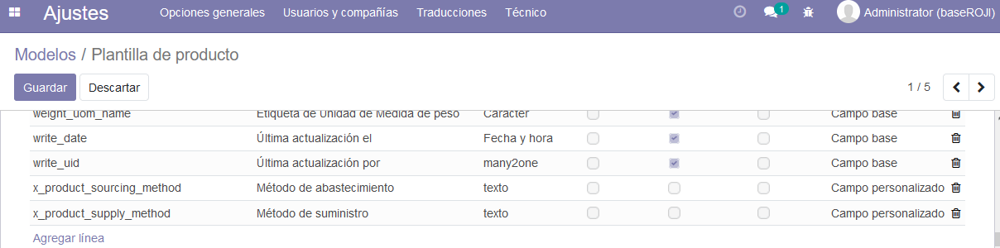 Ajustes Opciones generales Usuarios y compañías Traducciones Técnico 1 Administrator (baseROJI)
Modelos / Plantilla de producto
Guardar Descartar 1 / 5
weight_uom_name Etiqueta de Unidad de Medida de peso Carácter Campo base
write_date Última actualización el Fecha y hora Campo base
write_uid Última actualización por many2one Campo base
x_product_sourcing_method Método de abastecimiento texto Campo personalizado
x_product_supply_method Método de suministro texto Campo personalizado
Agregar línea